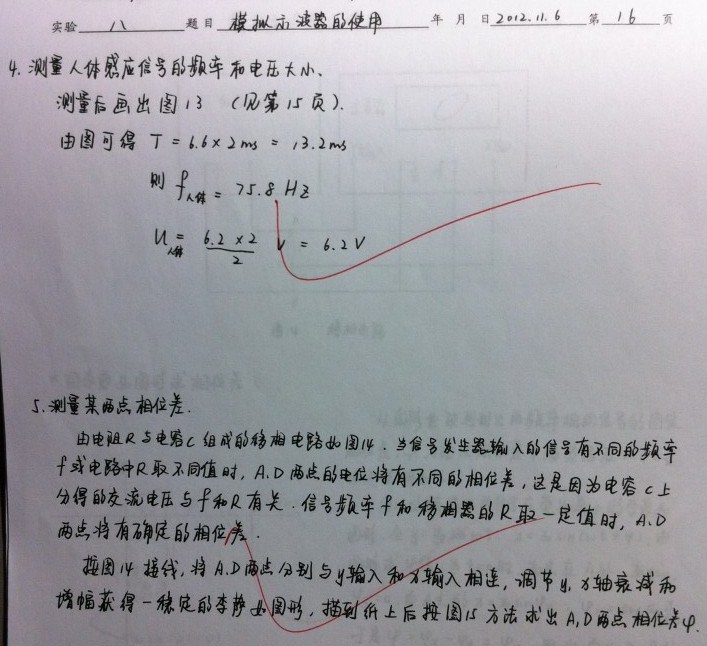 实验 八 题目 模拟示波器的使用 年 月 日 2012.11.6 第 16 页
4. 测量人体感应信号的频率和电压大小、
测量后画出图13 (见第15页).
由图可得 T = 6.6×2ms = 13.2ms
则 f人体 = 75.8 HZ
U人体 = 6.2×2/2 V = 6.2V
5. 测量某两点相位差.
由电阻R与电容C组成的移相电路如图14. 当信号发生器输入的信号有不同的频率
f或电路中R取不同值时, A.D两点的电位将有不同的相位差, 这是因为电容C上
分得的交流电压与f和R有关. 信号频率f和移相器的R取一定值时, A.D
两点将有确定的相位差.
按图14接线, 将A.D两点分别与y输入和x输入相连, 调节y, x轴衰减和
增幅获得一稳定的李萨如图形, 描到纸上后按图15方法求出A,D两点相位差φ.